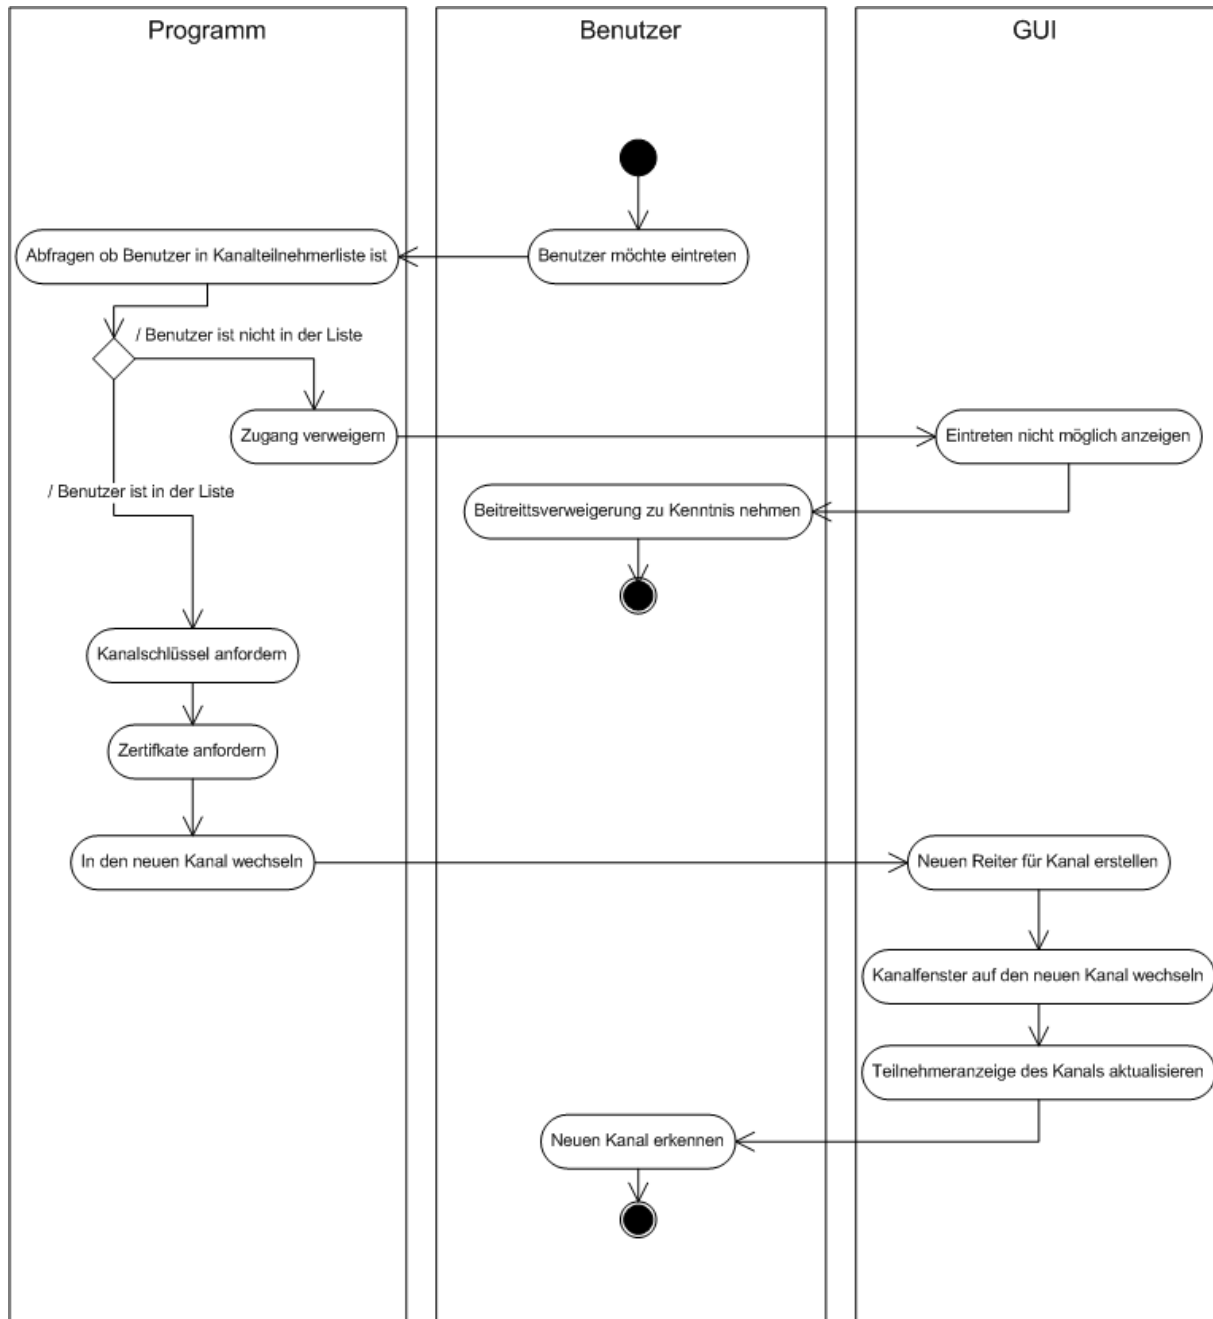 Programm
Benutzer
GUI
Benutzer möchte eintreten
Abfragen ob Benutzer in Kanalteilnehmerliste ist
/ Benutzer ist nicht in der Liste
Zugang verweigern
Eintreten nicht möglich anzeigen
Beitrittsverweigerung zu Kenntnis nehmen
/ Benutzer ist in der Liste
Kanalschlüssel anfordern
Zertifkate anfordern
In den neuen Kanal wechseln
Neuen Reiter für Kanal erstellen
Kanalfenster auf den neuen Kanal wechseln
Teilnehmeranzeige des Kanals aktualisieren
Neuen Kanal erkennen